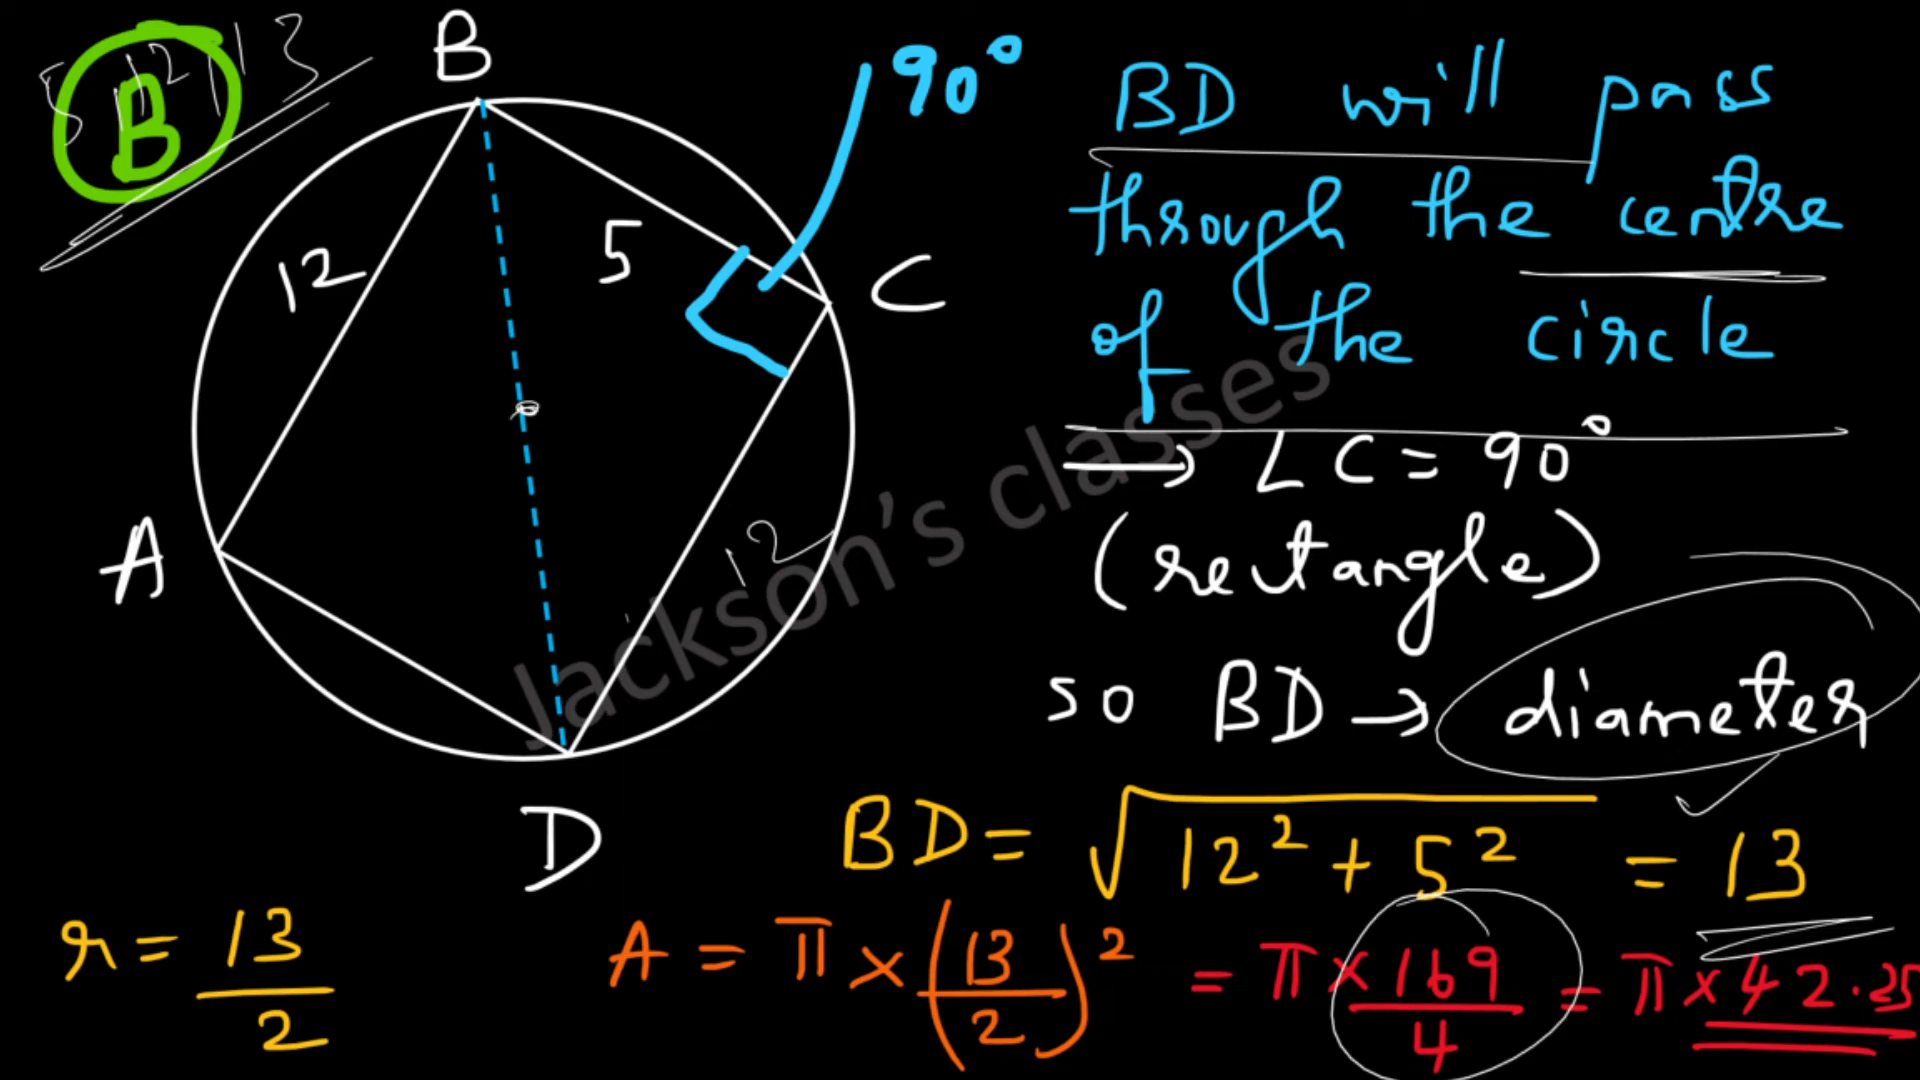 5, 12, 13
B
B
90°
12
5
C
A
12
D
BD will pass
through the centre
of the circle
→ ∠C = 90°
(rectangle)
so BD → diameter
BD = √12² + 5² = 13
r = 13/2
A = π × (13/2)² = π × 169/4 = π × 42.25
Jackson's classes